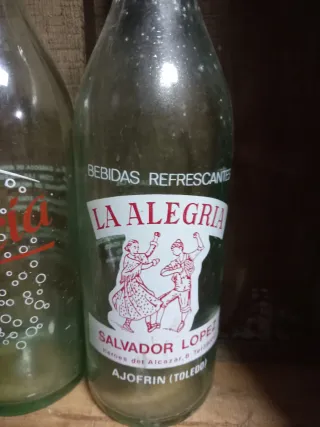 BEBIDAS REFRESCANTES
LA ALEGRIA
SALVADOR LOPEZ
AJOFRIN (TOLEDO)